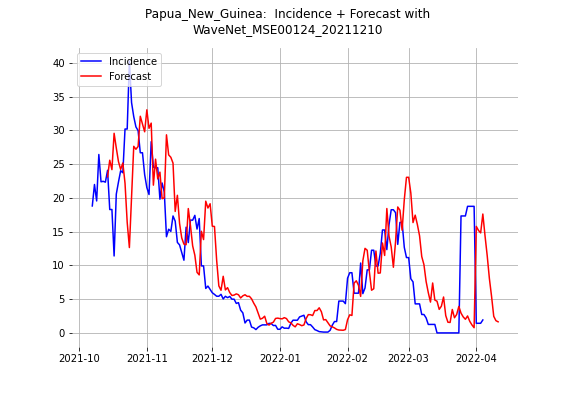 Papua_New_Guinea:  Incidence + Forecast with
WaveNet_MSE00124_20211210
Incidence
Forecast
40
35
30
25
20
15
10
5
0
2021-10 2021-11 2021-12 2022-01 2022-02 2022-03 2022-04